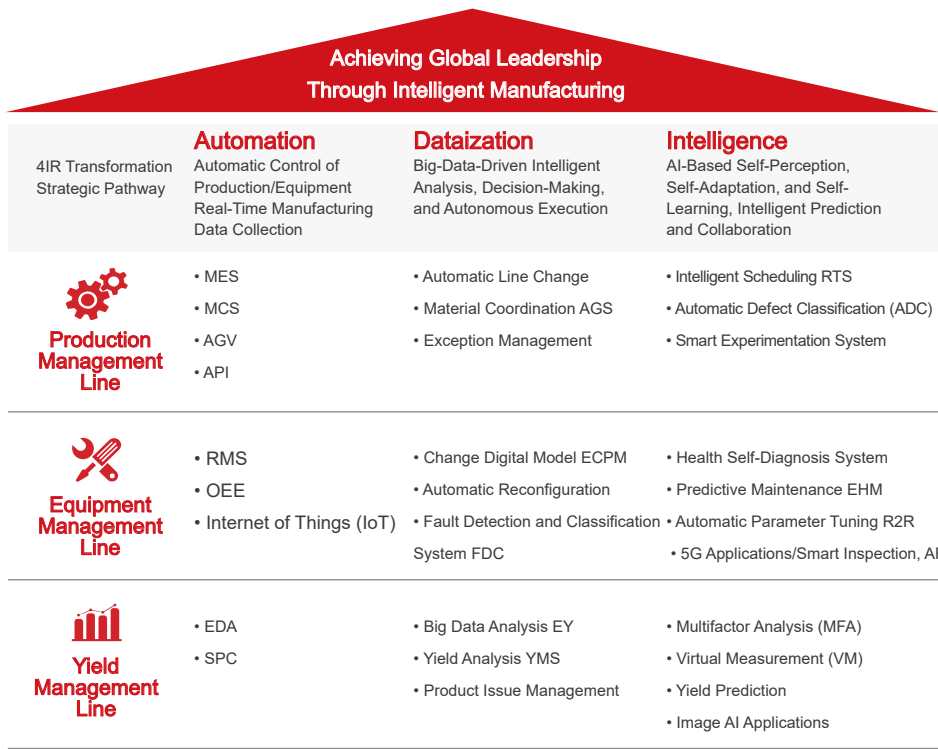 Achieving Global Leadership
Through Intelligent Manufacturing
4IR Transformation
Strategic Pathway
Automation
Automatic Control of
Production/Equipment
Real-Time Manufacturing
Data Collection
Dataization
Big-Data-Driven Intelligent
Analysis, Decision-Making,
and Autonomous Execution
Intelligence
AI-Based Self-Perception,
Self-Adaptation, and Self-
Learning, Intelligent Prediction
and Collaboration
Production
Management
Line
• MES
• MCS
• AGV
• API
• Automatic Line Change
• Material Coordination AGS
• Exception Management
• Intelligent Scheduling RTS
• Automatic Defect Classification (ADC)
• Smart Experimentation System
Equipment
Management
Line
• RMS
• OEE
• Internet of Things (IoT)
• Change Digital Model ECPM
• Automatic Reconfiguration
• Fault Detection and Classification
System FDC
• Health Self-Diagnosis System
• Predictive Maintenance EHM
• Automatic Parameter Tuning R2R
• 5G Applications/Smart Inspection,
Yield
Management
Line
• EDA
• SPC
• Big Data Analysis EY
• Yield Analysis YMS
• Product Issue Management
• Multifactor Analysis (MFA)
• Virtual Measurement (VM)
• Yield Prediction
• Image AI Applications